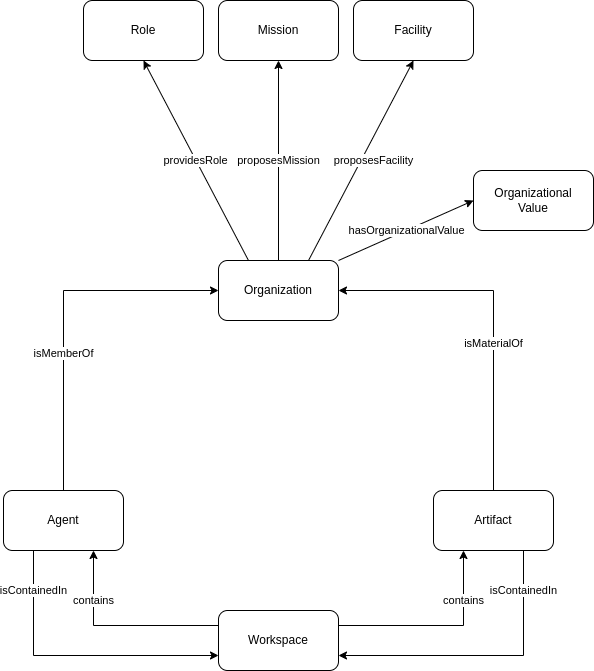 Role
Mission
Facility
providesRole
proposesMission
proposesFacility
Organizational
Value
hasOrganizationalValue
Organization
isMemberOf
isMaterialOf
Agent
Artifact
isContainedIn
contains
contains
isContainedIn
Workspace